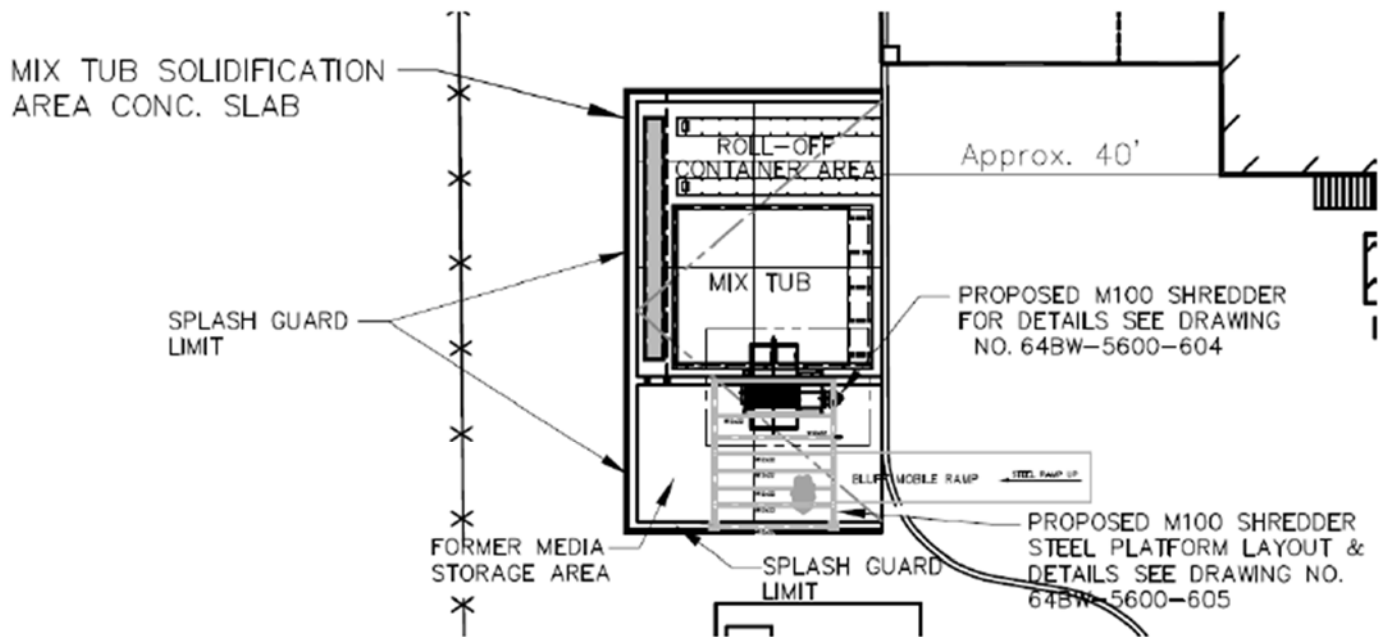 MIX TUB SOLIDIFICATION
AREA CONC. SLAB
ROLL-OFF
CONTAINER AREA
Approx. 40'
MIX TUB
SPLASH GUARD
LIMIT
PROPOSED M100 SHREDDER
FOR DETAILS SEE DRAWING
NO. 64BW-5600-604
MOBILE RAMP
STEEL RAMP UP
FORMER MEDIA
STORAGE AREA
SPLASH GUARD
LIMIT
PROPOSED M100 SHREDDER
STEEL PLATFORM LAYOUT &
DETAILS SEE DRAWING NO.
64BW-5600-605